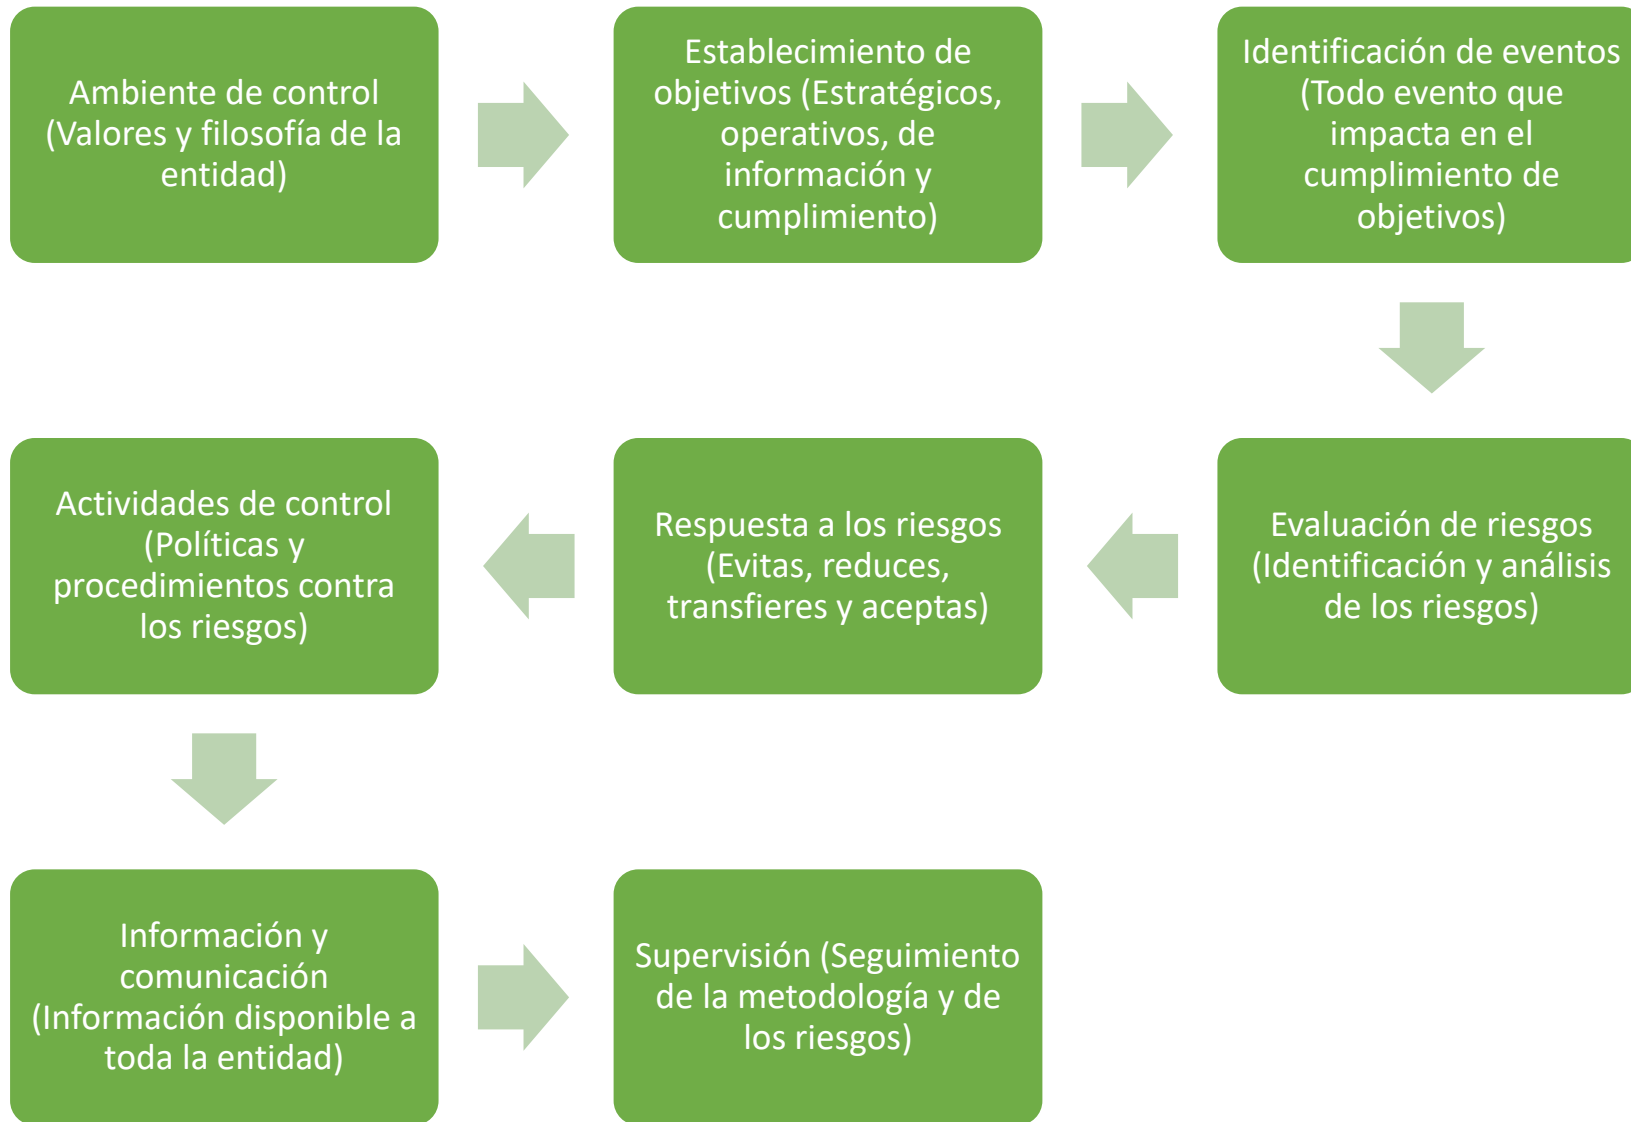 Ambiente de control
(Valores y filosofía de la
entidad)
Establecimiento de
objetivos (Estratégicos,
operativos, de
información y
cumplimiento)
Identificación de eventos
(Todo evento que
impacta en el
cumplimiento de
objetivos)
Evaluación de riesgos
(Identificación y análisis
de los riesgos)
Respuesta a los riesgos
(Evitas, reduces,
transfieres y aceptas)
Actividades de control
(Políticas y
procedimientos contra
los riesgos)
Información y
comunicación
(Información disponible a
toda la entidad)
Supervisión (Seguimiento
de la metodología y de
los riesgos)